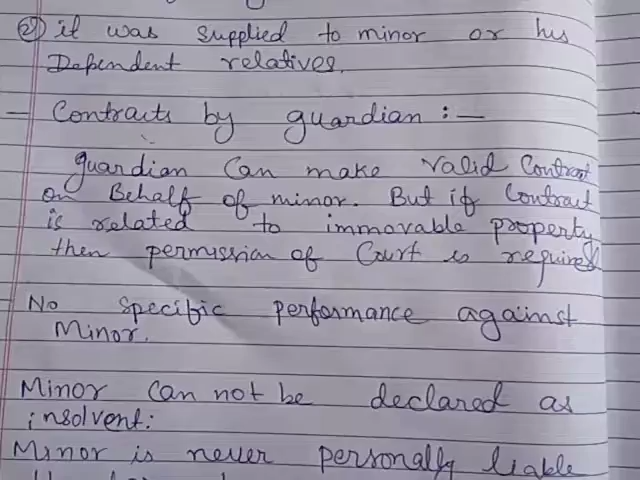 ② it was supplied to minor or his
Dependent relatives.
- Contracts by guardian :-
guardian can make valid Contract
on Behalf of minor. But if Contract
is related to immovable property
then permission of Court is required
- No specific performance against
Minor.
Minor can not be declared as
insolvent:
Minor is never personally liable